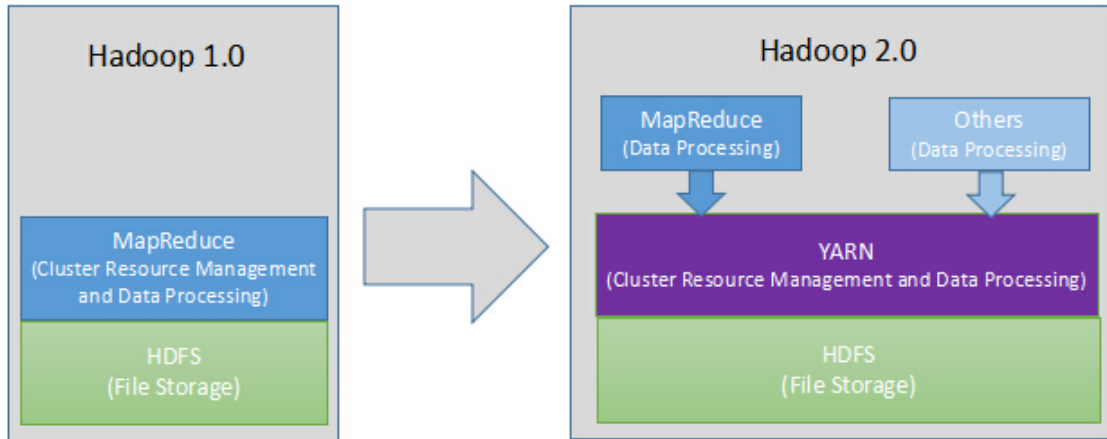 Hadoop 1.0
MapReduce
(Cluster Resource Management
and Data Processing)
HDFS
(File Storage)
Hadoop 2.0
MapReduce
(Data Processing)
Others
(Data Processing)
YARN
(Cluster Resource Management and Data Processing)
HDFS
(File Storage)